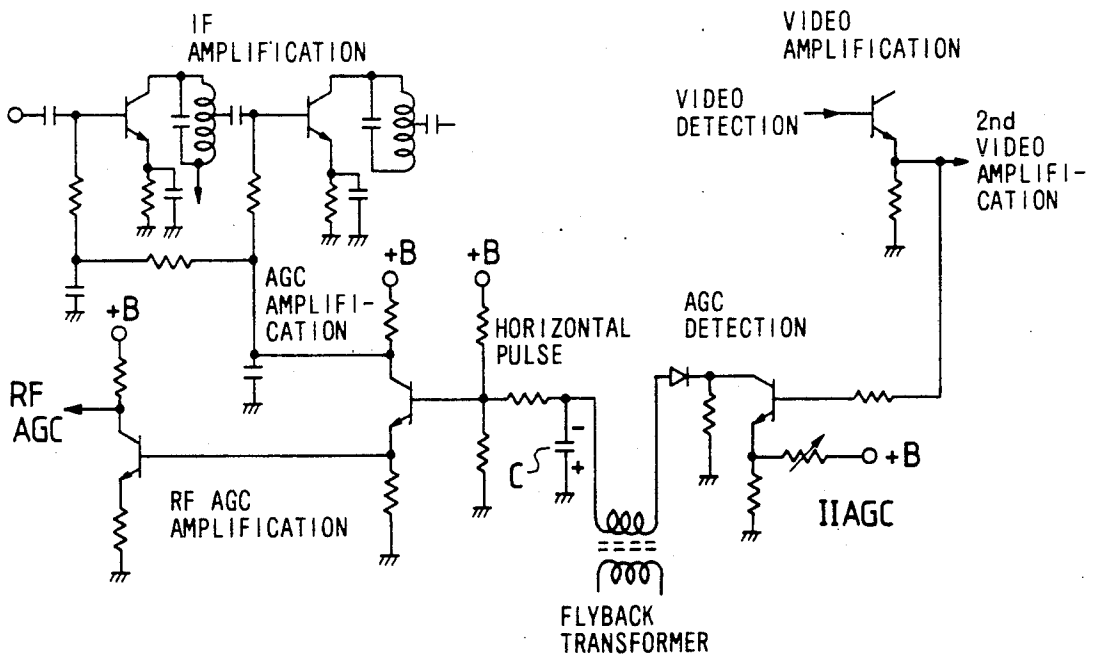 IF
AMPLIFICATION
VIDEO
AMPLIFICATION
VIDEO
DETECTION
2nd
VIDEO
AMPLIFI-
CATION
+B
+B
AGC
AMPLIFI-
CATION
+B
HORIZONTAL
PULSE
AGC
DETECTION
RF
AGC
-
+
C
+B
RF AGC
AMPLIFICATION
IIAGC
FLYBACK
TRANSFORMER